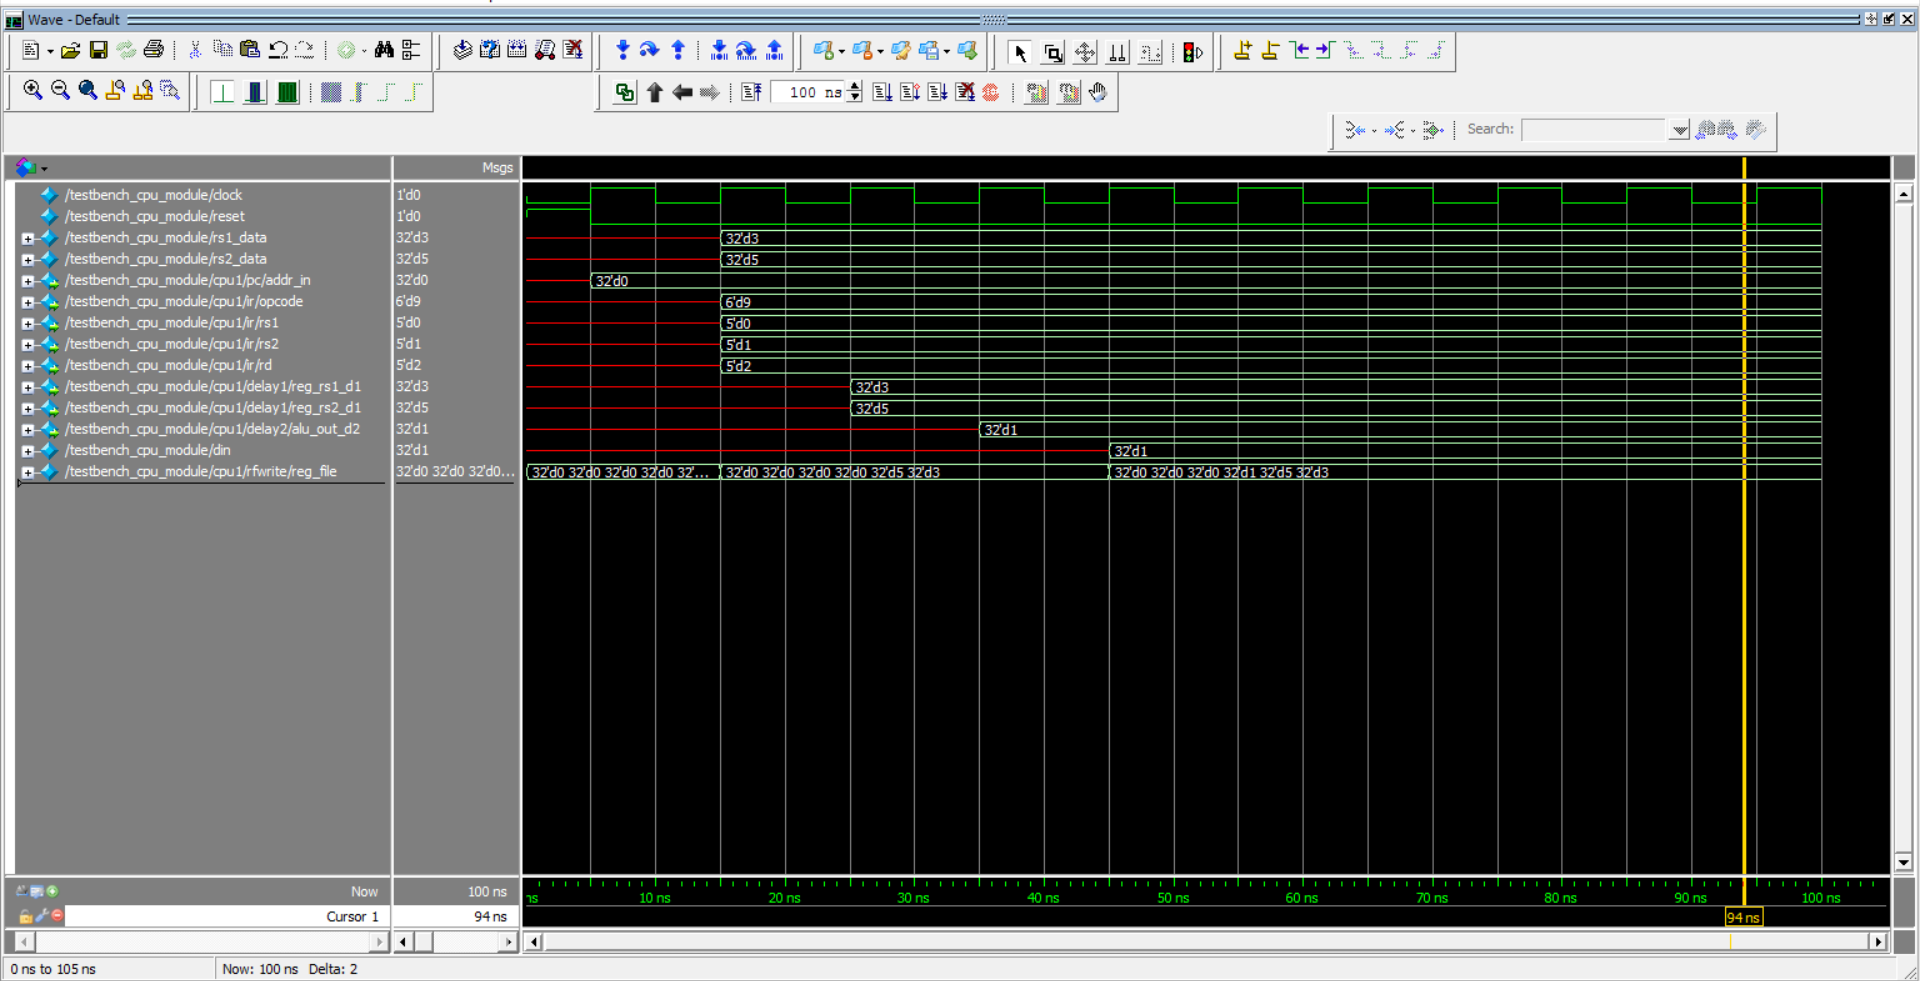 Wave - Default
100 ns
Search:
Msgs
/testbench_cpu_module/clock 1'd0
/testbench_cpu_module/reset 1'd0
/testbench_cpu_module/rs1_data 32'd3 32'd3
/testbench_cpu_module/rs2_data 32'd5 32'd5
/testbench_cpu_module/cpu1/pc/addr_in 32'd0 32'd0
/testbench_cpu_module/cpu1/ir/opcode 6'd9 6'd9
/testbench_cpu_module/cpu1/ir/rs1 5'd0 5'd0
/testbench_cpu_module/cpu1/ir/rs2 5'd1 5'd1
/testbench_cpu_module/cpu1/ir/rd 5'd2 5'd2
/testbench_cpu_module/cpu1/delay1/reg_rs1_d1 32'd3 32'd3
/testbench_cpu_module/cpu1/delay1/reg_rs2_d1 32'd5 32'd5
/testbench_cpu_module/cpu1/delay2/alu_out_d2 32'd1 32'd1
/testbench_cpu_module/din 32'd1 32'd1
/testbench_cpu_module/cpu1/rfwrite/reg_file 32'd0 32'd0 32'd0... 32'd0 32'd0 32'd0 32'd0 32'... 32'd0 32'd0 32'd0 32'd0 32'd5 32'd3 32'd0 32'd0 32'd0 32'd1 32'd5 32'd3
Now 100 ns ns 10 ns 20 ns 30 ns 40 ns 50 ns 60 ns 70 ns 80 ns 90 ns 100 ns
Cursor 1 94 ns 94 ns
0 ns to 105 ns Now: 100 ns Delta: 2